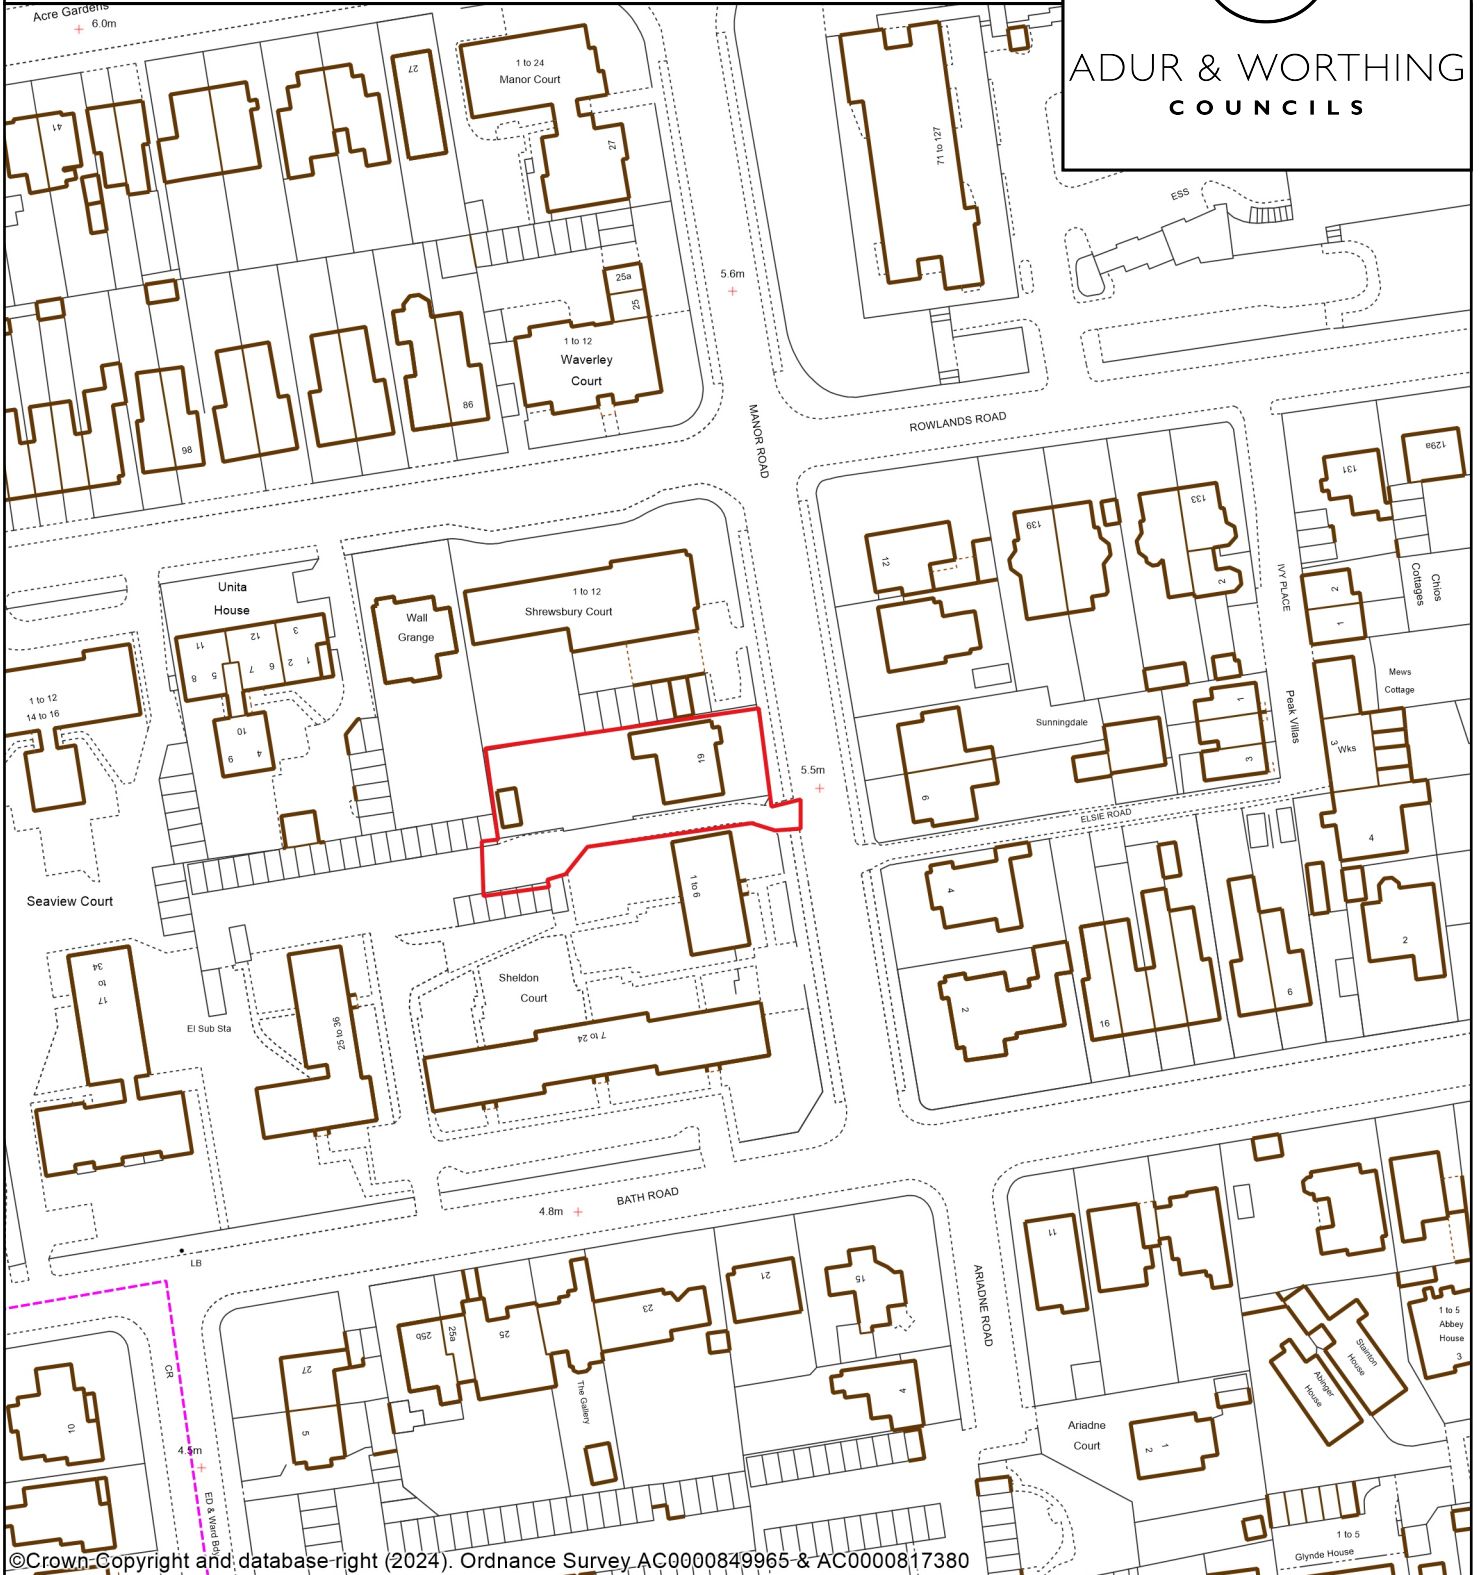 Acre Gardens
6.0m
ADUR & WORTHING
COUNCILS
41
27
1 to 24
Manor Court
27
71 to 127
ESS
25a
25
5.6m
1 to 12
Waverley
Court
86
98
MANOR ROAD
ROWLANDS ROAD
131
129a
139
133
12
2
IVY PLACE
2
1
Chios
Cottages
Unita
House
11
12
3
8
5
7
6
2
1
10
9
4
Wall
Grange
1 to 12
Shrewsbury Court
1 to 12
14 to 16
Mews
Cottage
Sunningdale
1
3
Peak Villas
3
Wks
19
5.5m
9
ELSIE ROAD
4
4
1 to 6
Seaview Court
2
34
to
17
El Sub Sta
25 to 36
Sheldon
Court
7 to 24
2
16
6
BATH ROAD
4.8m
LB
11
21
15
23
25b
25a
25
27
5
The Gallery
4
ARIADNE ROAD
Ariadne
Court
2
1
Stainton
House
Abinger
House
1 to 5
Abbey
House
3
CR
10
4.5m
ED & Ward Bdy
1 to 5
Glynde House
©Crown Copyright and database right (2024). Ordnance Survey AC0000849965 & AC0000817380